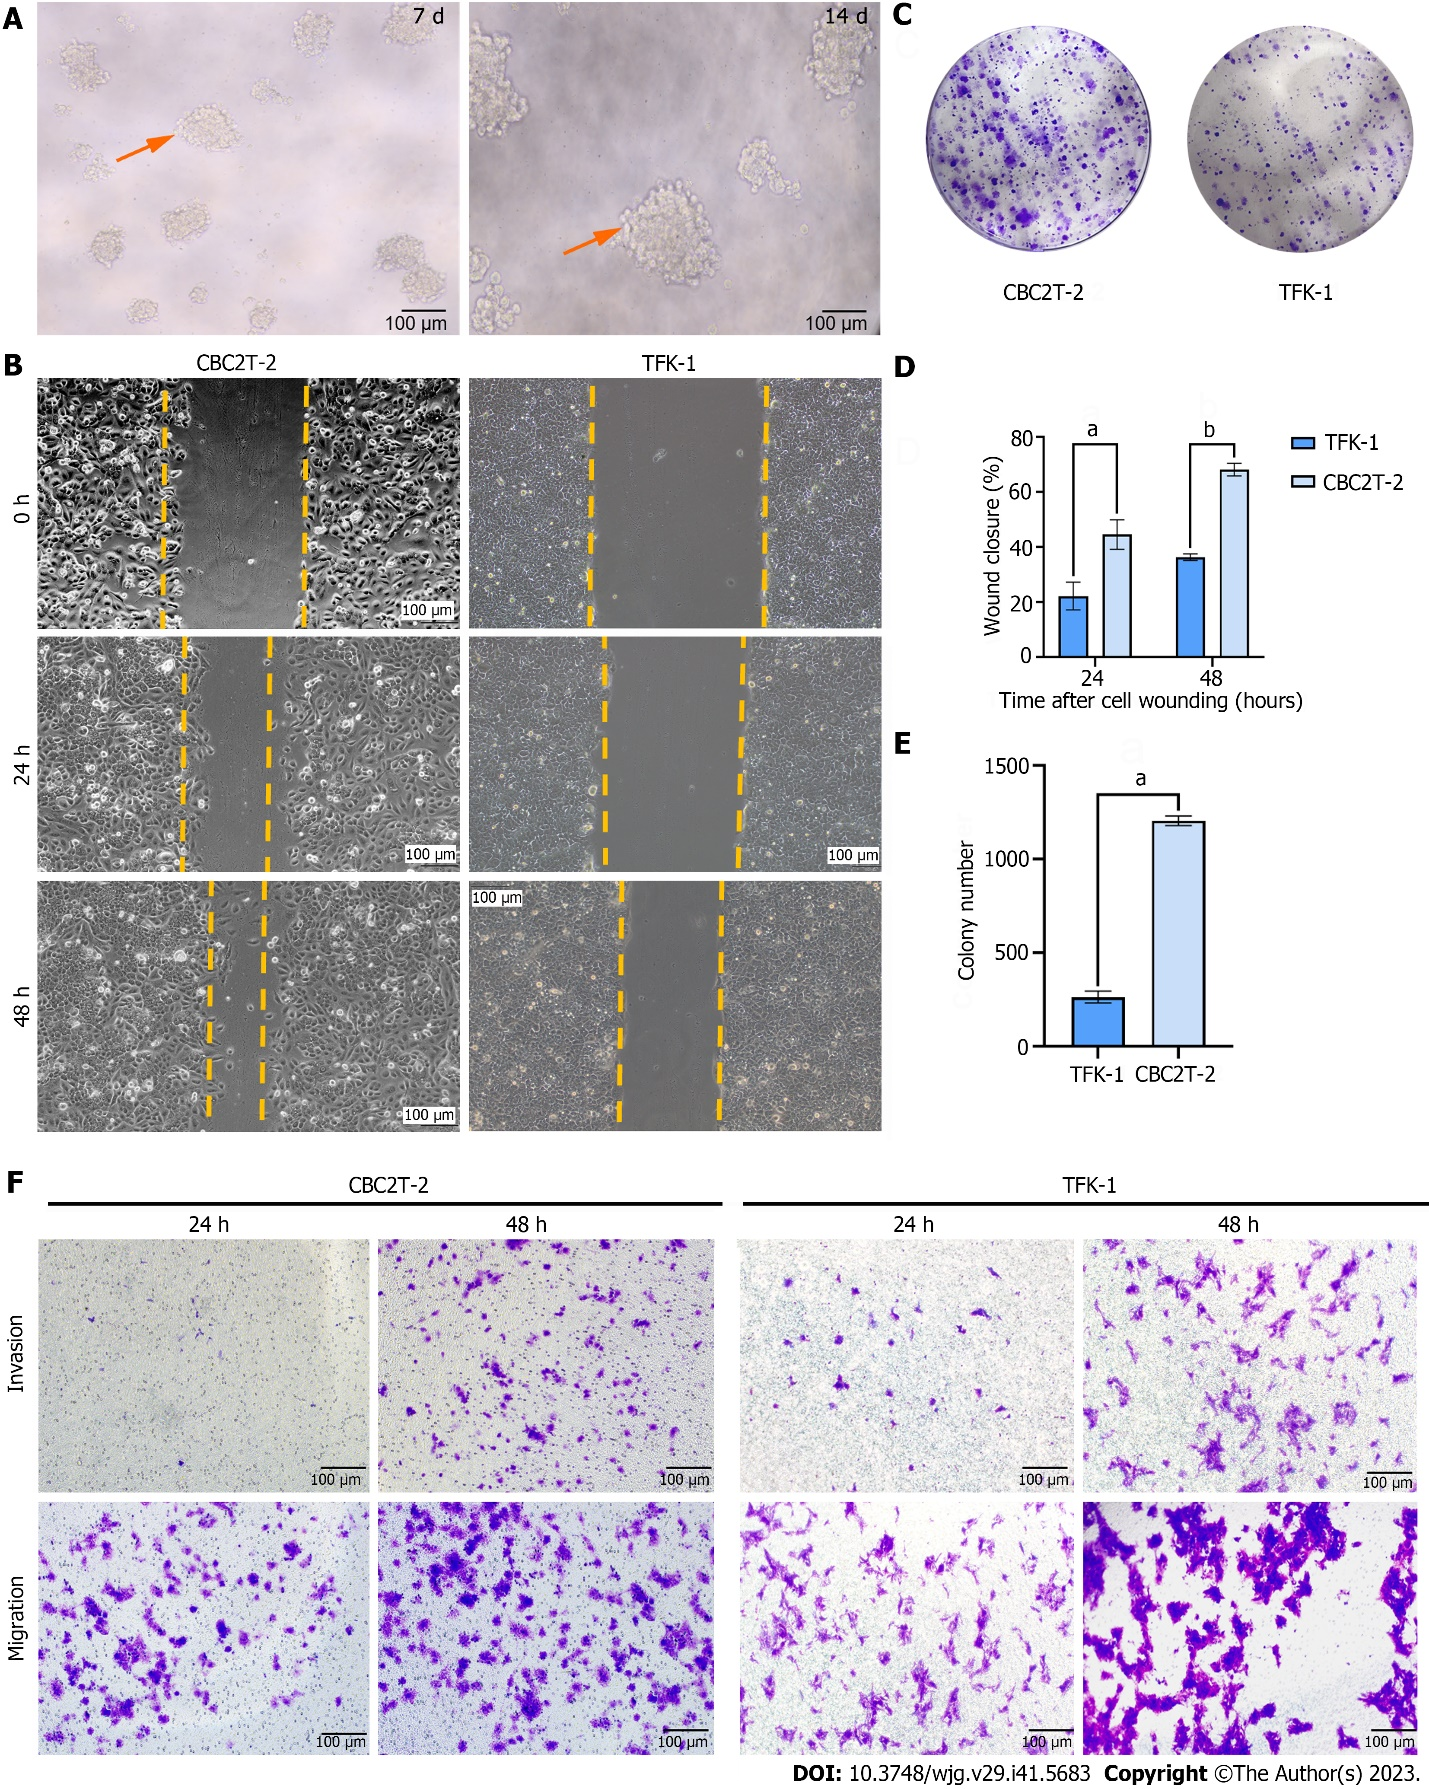 A
7 d
100 µm
14 d
100 µm
B
CBC2T-2
TFK-1
0 h
100 µm
24 h
100 µm
100 µm
48 h
100 µm
100 µm
C
CBC2T-2
TFK-1
D
Wound closure (%)
80
60
40
20
0
a
b
24
48
Time after cell wounding (hours)
TFK-1
CBC2T-2
E
Colony number
1500
1000
500
0
a
TFK-1 CBC2T-2
F
CBC2T-2
TFK-1
24 h
48 h
24 h
48 h
Invasion
100 µm
100 µm
100 µm
100 µm
Migration
100 µm
100 µm
100 µm
100 µm
DOI: 10.3748/wjg.v29.i41.5683 Copyright ©The Author(s) 2023.